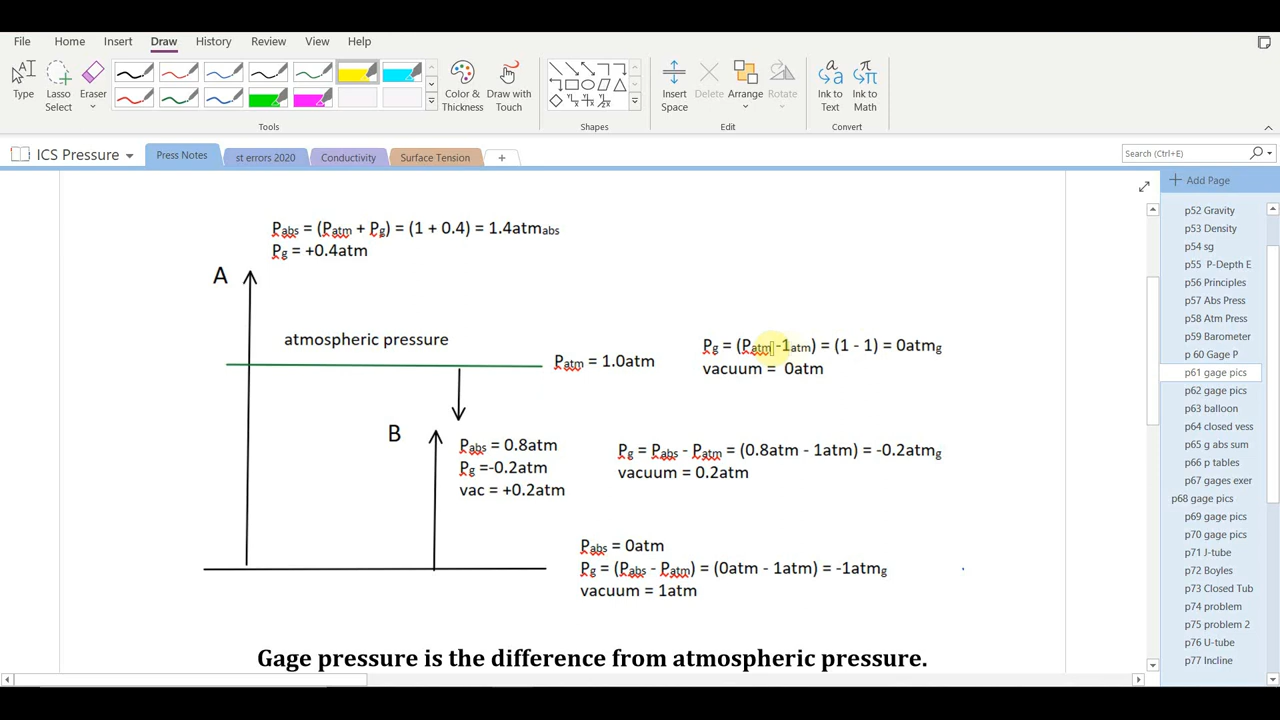 File Home Insert Draw History Review View Help
Type Lasso Select Eraser Color & Thickness Draw with Touch Insert Space Delete Arrange Rotate Ink to Text Ink to Math
Tools Shapes Edit Convert
ICS Pressure Press Notes st errors 2020 Conductivity Surface Tension + Search (Ctrl+E)
Add Page
p52 Gravity
p53 Density
p54 sg
p55 P-Depth E
p56 Principles
p57 Abs Press
p58 Atm Press
p59 Barometer
p 60 Gage P
p61 gage pics
p62 gage pics
p63 balloon
p64 closed vess
p65 g abs sum
p66 p tables
p67 gages exer
p68 gage pics
p69 gage pics
p70 gage pics
p71 J-tube
p72 Boyles
p73 Closed Tub
p74 problem
p75 problem 2
p76 U-tube
p77 Incline
Pabs = (Patm + Pg) = (1 + 0.4) = 1.4atmabs
Pg = +0.4atm
A
atmospheric pressure
Patm = 1.0atm
Pg = (Patm -1atm) = (1 - 1) = 0atmg
vacuum = 0atm
B
Pabs = 0.8atm
Pg =-0.2atm
vac = +0.2atm
Pg = Pabs - Patm = (0.8atm - 1atm) = -0.2atmg
vacuum = 0.2atm
Pabs = 0atm
Pg = (Pabs - Patm) = (0atm - 1atm) = -1atmg
vacuum = 1atm
Gage pressure is the difference from atmospheric pressure.